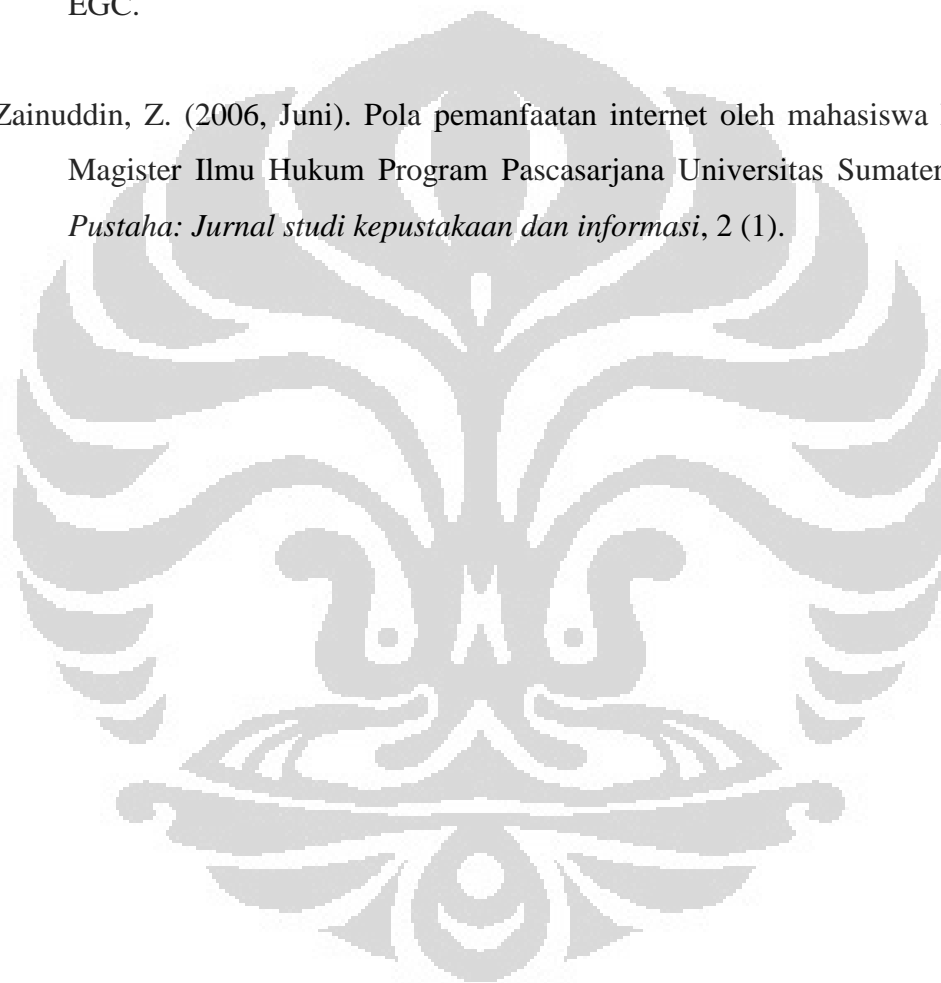 EGC.
Zainuddin, Z. (2006, Juni). Pola pemanfaatan internet oleh mahasiswa
Magister Ilmu Hukum Program Pascasarjana Universitas Sumater
Pustaha: Jurnal studi kepustakaan dan informasi, 2 (1).